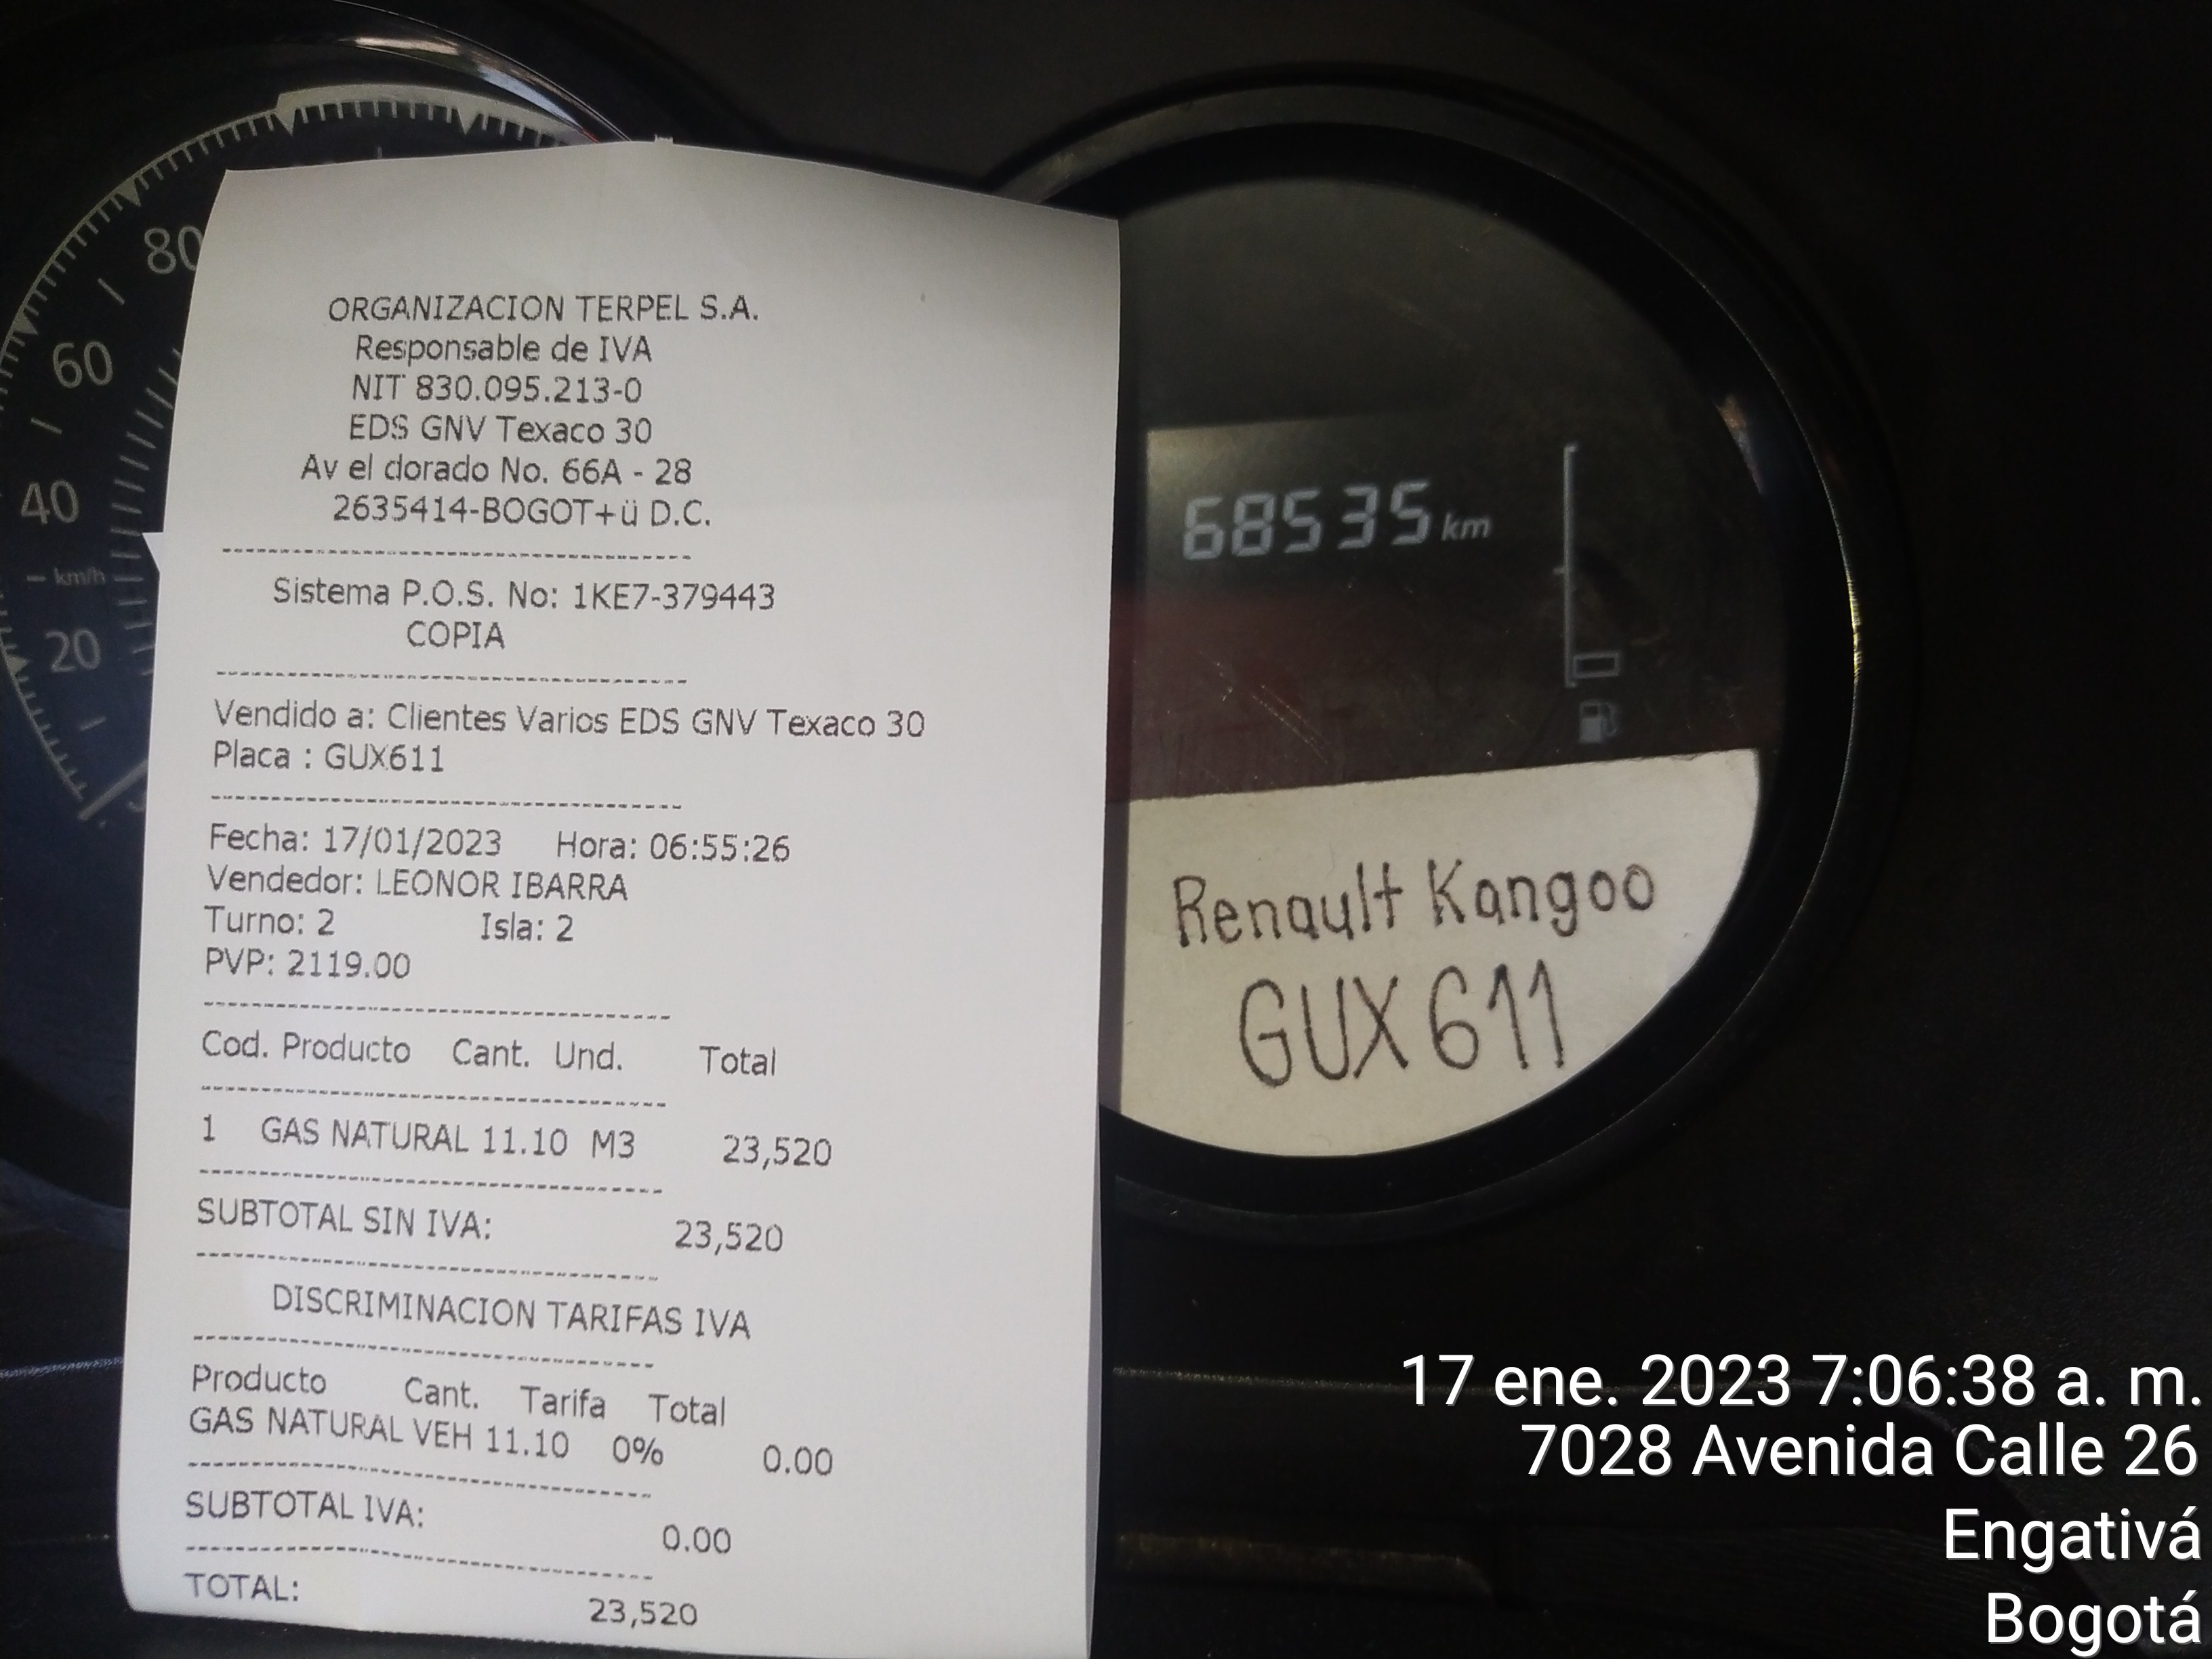 ORGANIZACION TERPEL S.A.
Responsable de IVA
NIT 830.095.213-0
EDS GNV Texaco 30
Av el dorado No. 66A - 28
2635414-BOGOT+ü D.C.
Sistema P.O.S. No: 1KE7-379443
COPIA
Vendido a: Clientes Varios EDS GNV Texaco 30
Placa : GUX611
Fecha: 17/01/2023 Hora: 06:55:26
Vendedor: LEONOR IBARRA
Turno: 2 Isla: 2
PVP: 2119.00
Cod. Producto Cant. Und. Total
1 GAS NATURAL 11.10 M3 23,520
SUBTOTAL SIN IVA: 23,520
DISCRIMINACION TARIFAS IVA
Producto Cant. Tarifa Total
GAS NATURAL VEH 11.10 0% 0.00
SUBTOTAL IVA: 0.00
TOTAL: 23,520
80
60
40
km/h
20
68535 km
Renault Kangoo
GUX611
17 ene. 2023 7:06:38 a. m.
7028 Avenida Calle 26
Engativá
Bogotá